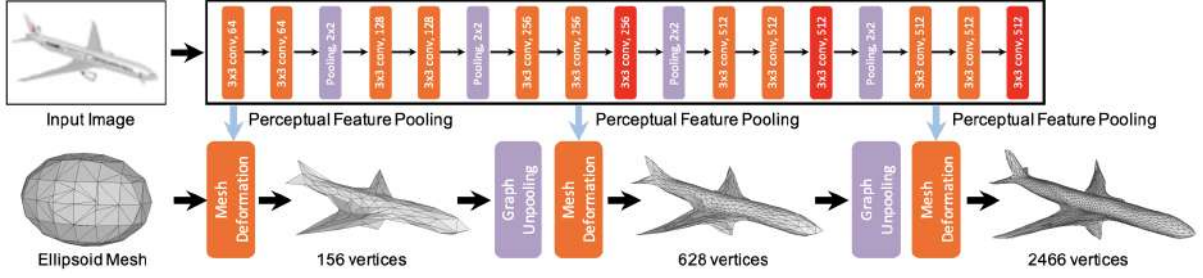 3x3 conv, 64
3x3 conv, 64
Pooling, 2x2
3x3 conv, 128
3x3 conv, 128
Pooling, 2x2
3x3 conv, 256
3x3 conv, 256
3x3 conv, 256
Pooling, 2x2
3x3 conv, 512
3x3 conv, 512
3x3 conv, 512
Pooling, 2x2
3x3 conv, 512
3x3 conv, 512
3x3 conv, 512
Input Image
Perceptual Feature Pooling
Perceptual Feature Pooling
Perceptual Feature Pooling
Mesh
Deformation
Graph
Unpooling
Mesh
Deformation
Graph
Unpooling
Mesh
Deformation
Ellipsoid Mesh
156 vertices
628 vertices
2466 vertices